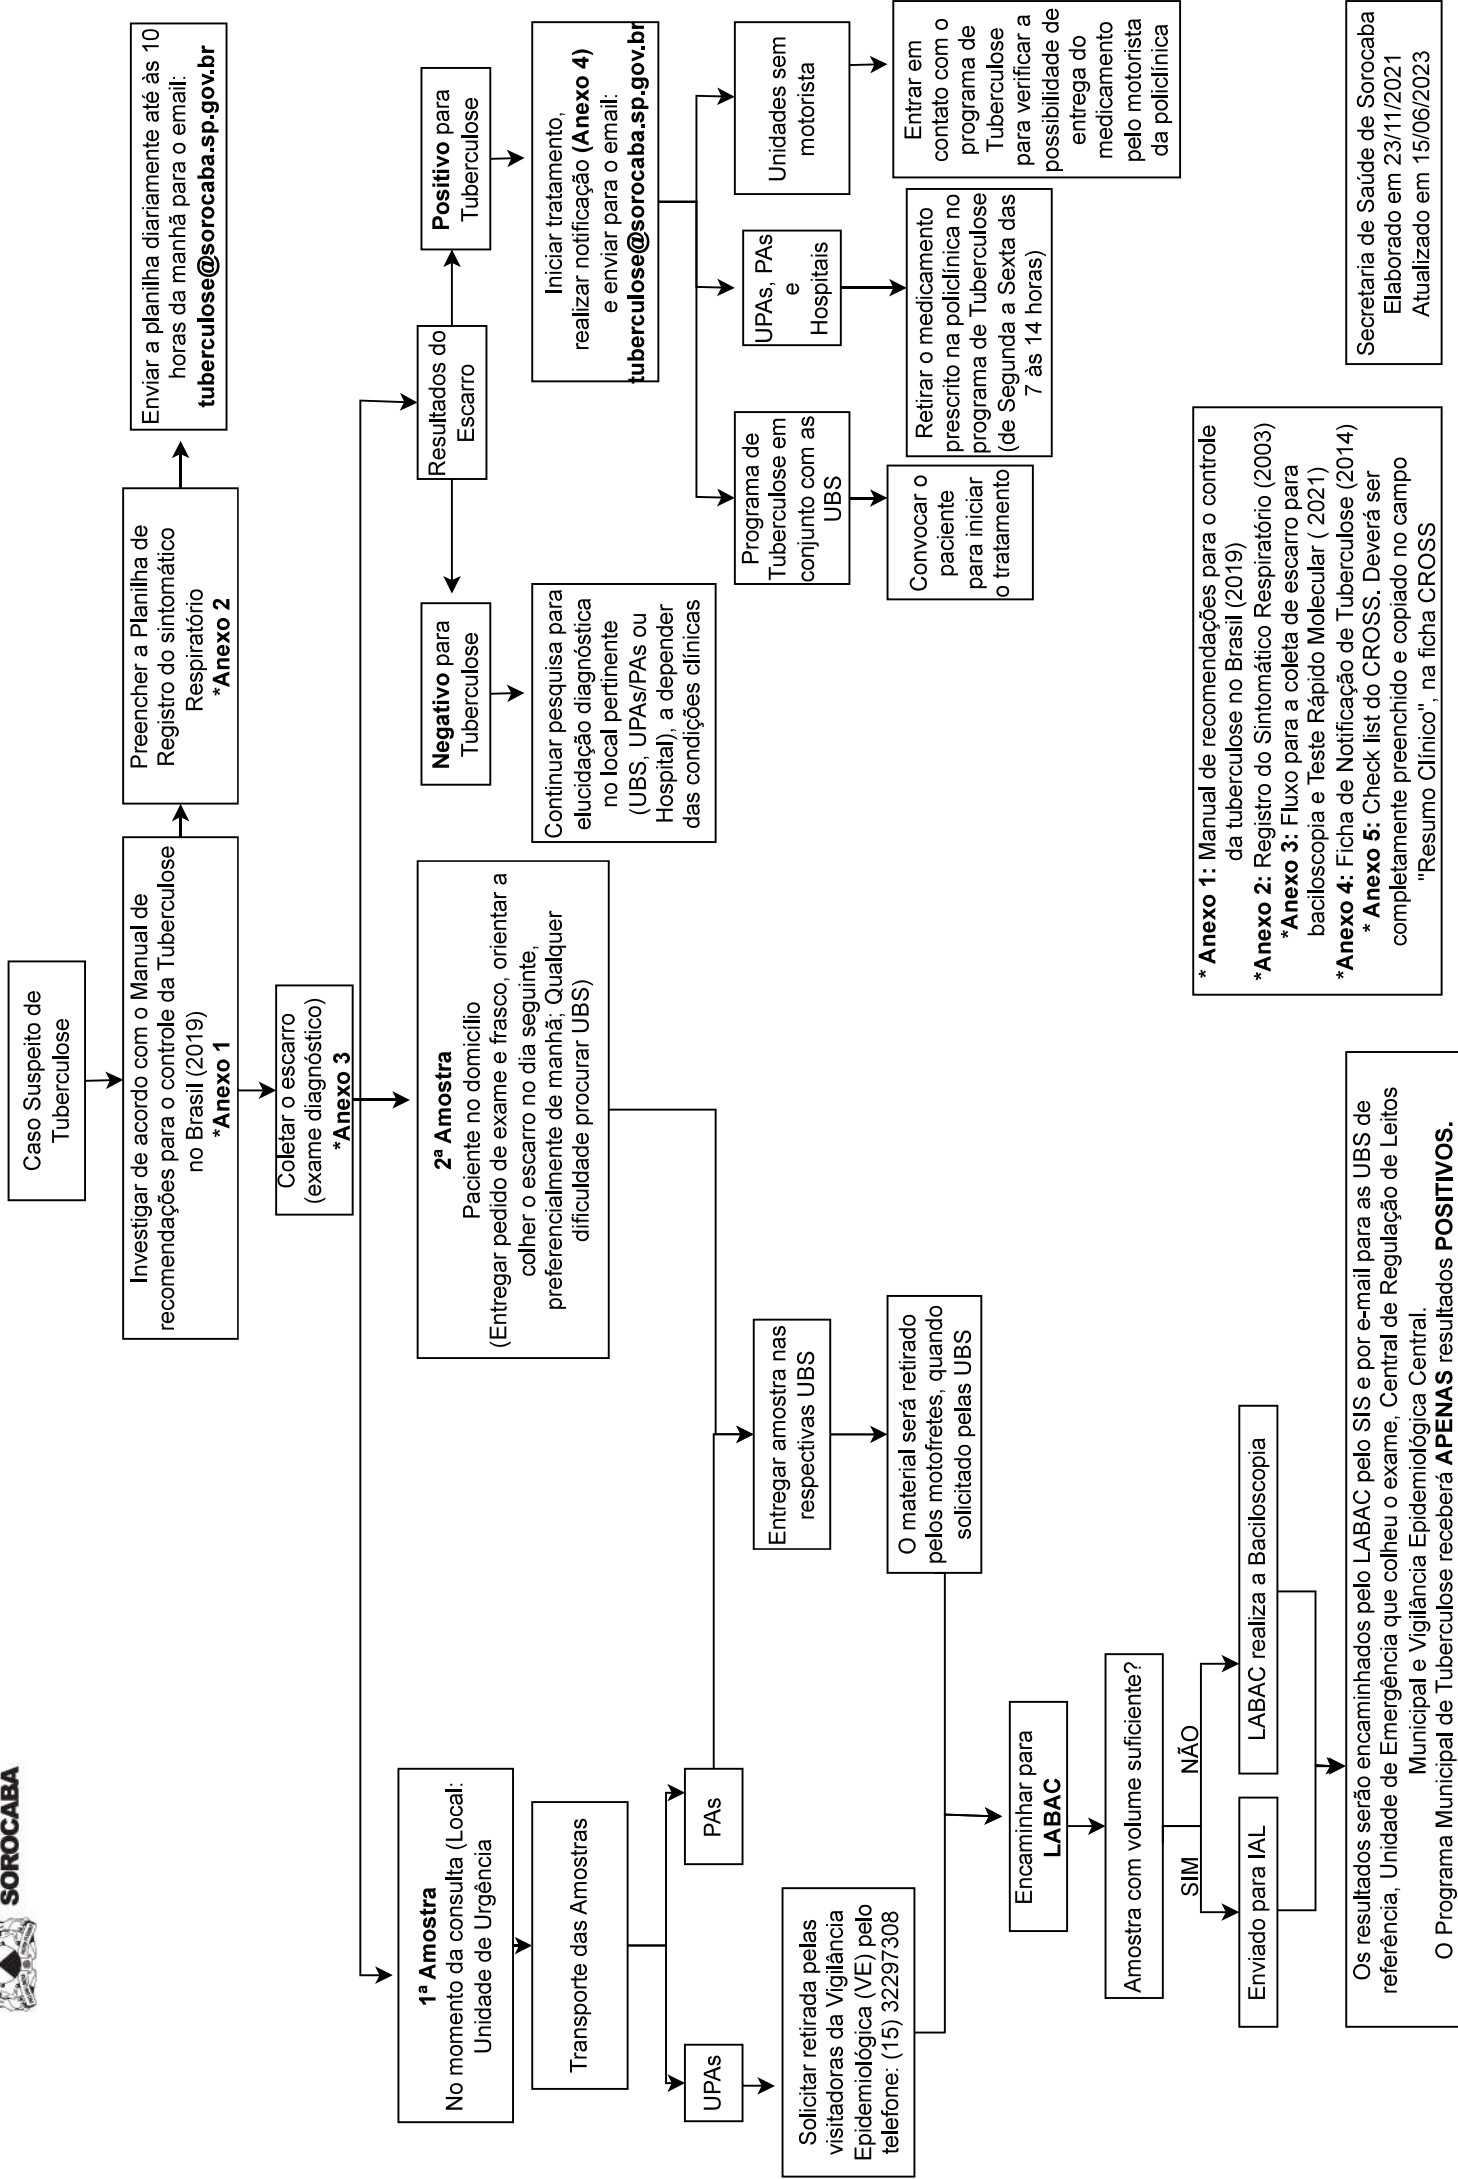 SOROCABA
Caso Suspeito de
Tuberculose
Investigar de acordo com o Manual de
recomendações para o controle da Tuberculose
no Brasil (2019)
*Anexo 1
Preencher a Planilha de
Registro do sintomático
Respiratório
*Anexo 2
Enviar a planilha diariamente até às 10
horas da manhã para o email:
tuberculose@sorocaba.sp.gov.br
Coletar o escarro
(exame diagnóstico)
*Anexo 3
1ª Amostra
No momento da consulta (Local:
Unidade de Urgência
Transporte das Amostras
UPAs
PAs
Solicitar retirada pelas
visitadoras da Vigilância
Epidemiológica (VE) pelo
telefone: (15) 32297308
2ª Amostra
Paciente no domicílio
(Entregar pedido de exame e frasco, orientar a
colher o escarro no dia seguinte,
preferencialmente de manhã; Qualquer
dificuldade procurar UBS)
Entregar amostra nas
respectivas UBS
O material será retirado
pelos motofretes, quando
solicitado pelas UBS
Encaminhar para
LABAC
Amostra com volume suficiente?
SIM
NÃO
Enviado para IAL
LABAC realiza a Baciloscopia
Os resultados serão encaminhados pelo LABAC pelo SIS e por e-mail para as UBS de
referência, Unidade de Emergência que colheu o exame, Central de Regulação de Leitos
Municipal e Vigilância Epidemiológica Central.
O Programa Municipal de Tuberculose receberá APENAS resultados POSITIVOS.
Resultados do
Escarro
Negativo para
Tuberculose
Continuar pesquisa para
elucidação diagnóstica
no local pertinente
(UBS, UPAs/PAs ou
Hospital), a depender
das condições clínicas
Positivo para
Tuberculose
Iniciar tratamento,
realizar notificação (Anexo 4)
e enviar para o email:
tuberculose@sorocaba.sp.gov.br
Programa de
Tuberculose em
conjunto com as
UBS
Convocar o
paciente
para iniciar
o tratamento
UPAs, PAs
e
Hospitais
Retirar o medicamento
prescrito na policlínica no
programa de Tuberculose
(de Segunda a Sexta das
7 às 14 horas)
Unidades sem
motorista
Entrar em
contato com o
programa de
Tuberculose
para verificar a
possibilidade de
entrega do
medicamento
pelo motorista
da policlínica
* Anexo 1: Manual de recomendações para o controle
da tuberculose no Brasil (2019)
*Anexo 2: Registro do Sintomático Respiratório (2003)
*Anexo 3: Fluxo para a coleta de escarro para
baciloscopia e Teste Rápido Molecular ( 2021)
*Anexo 4: Ficha de Notificação de Tuberculose (2014)
* Anexo 5: Check list do CROSS. Deverá ser
completamente preenchido e copiado no campo
"Resumo Clínico", na ficha CROSS
Secretaria de Saúde de Sorocaba
Elaborado em 23/11/2021
Atualizado em 15/06/2023